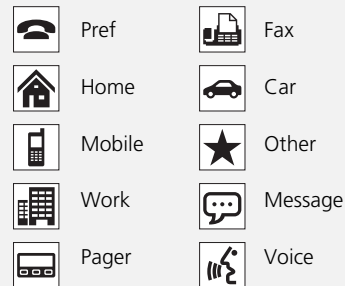 Pref
Home
Mobile
Work
Pager
Fax
Car
Other
Message
Voice